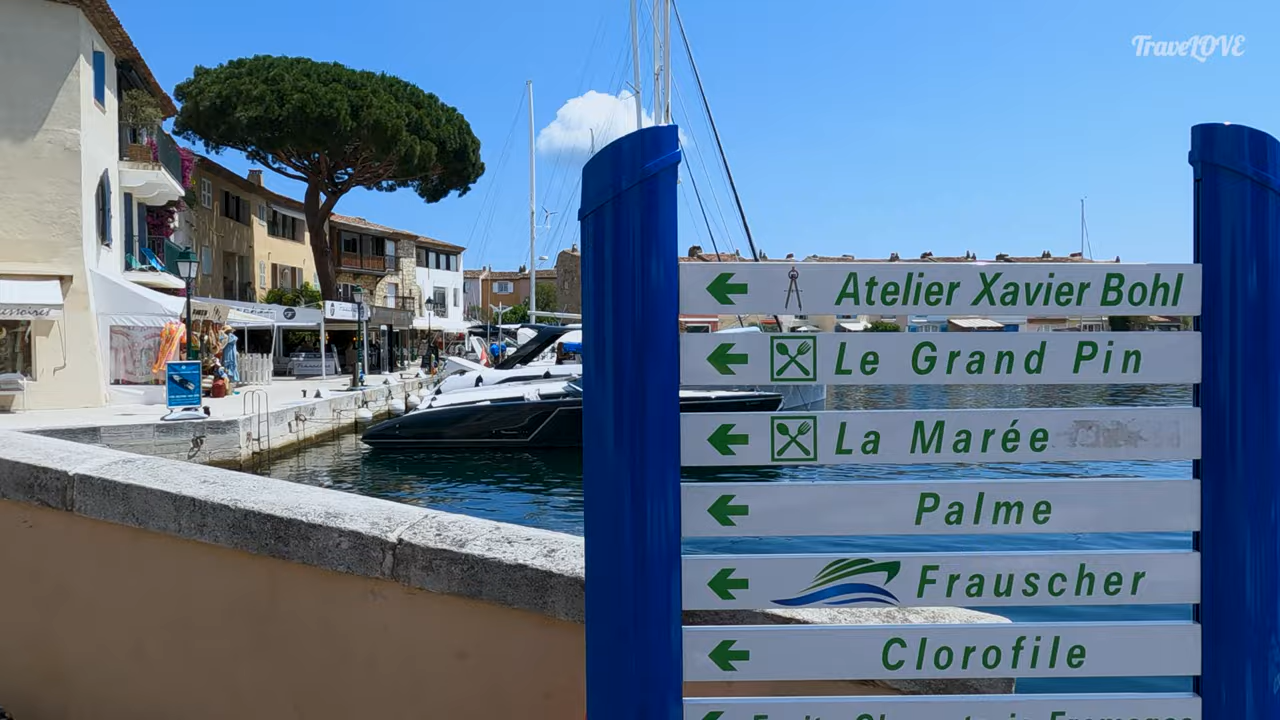 TraveLOVE
Atelier Xavier Bohl
Le Grand Pin
La Marée
Palme
Frauscher
Clorofile